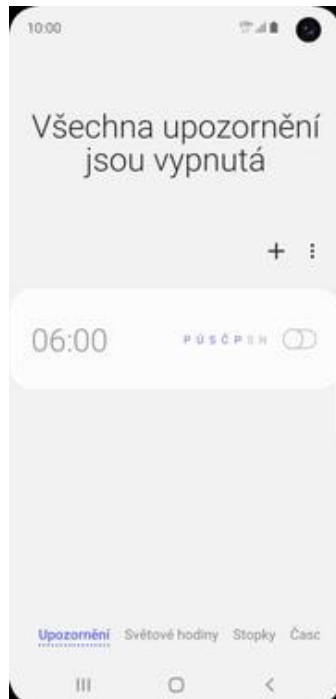 10:00
Všechna upozornění
jsou vypnutá
06:00 P Ú S Č P S N
Upozornění Světové hodiny Stopky Časo